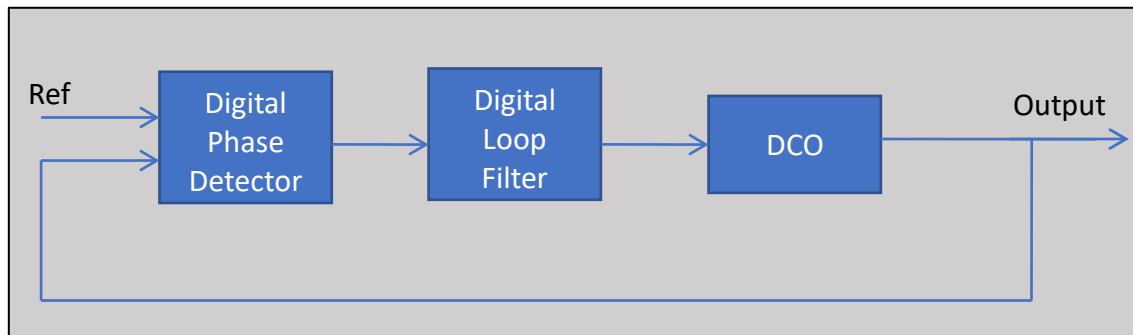 Ref
Digital
Phase
Detector
Digital
Loop
Filter
DCO
Output